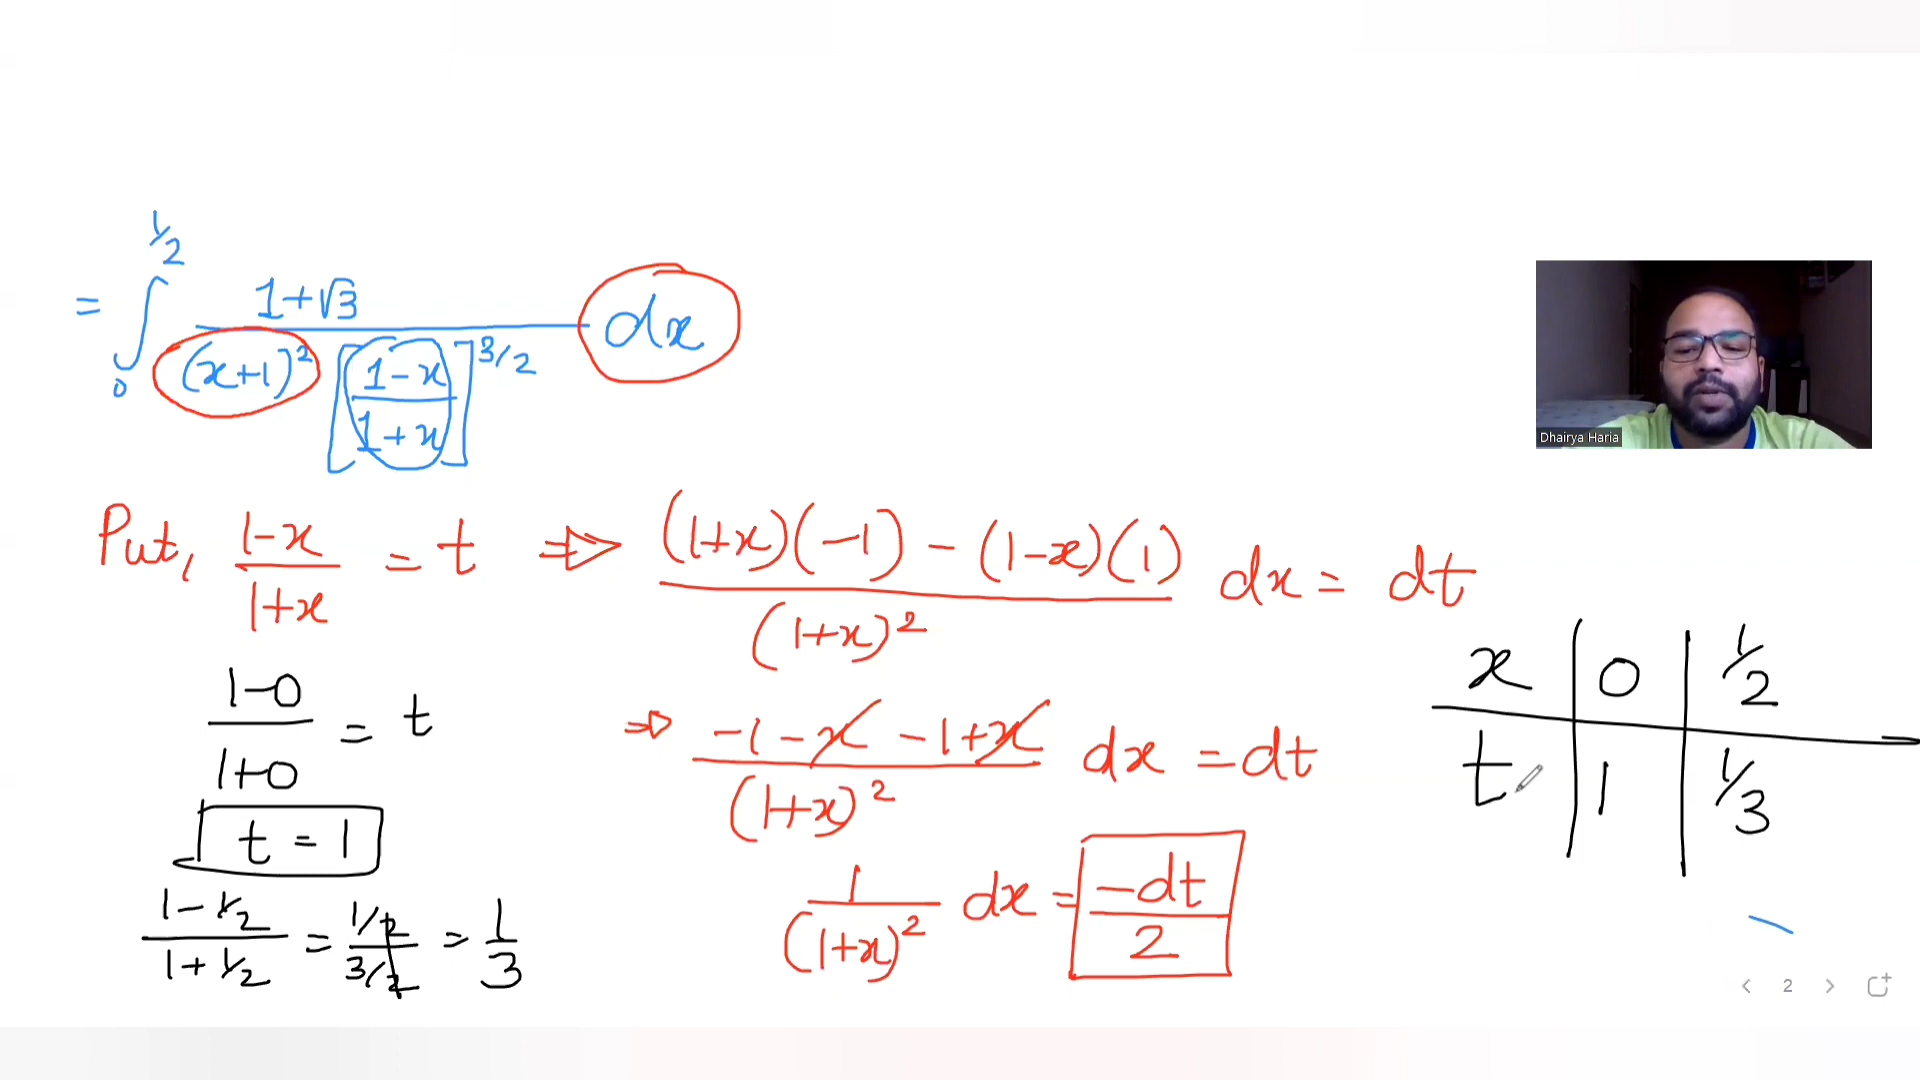 = ∫₀^{1/2} (1+√3) / ((x+1)² [(1-x)/(1+x)]^{3/2}) dx
Dhairya Haria
Put, (1-x)/(1+x) = t ⇒ ((1+x)(-1) - (1-x)(1))/(1+x)² dx = dt
x | 0 | 1/2
t | 1 | 1/3
(1-0)/(1+0) = t
⇒ (-1-x-1+x)/(1+x)² dx = dt
t = 1
1/(1+x)² dx = -dt/2
(1-1/2)/(1+1/2) = (1/2)/(3/2) = 1/3
2